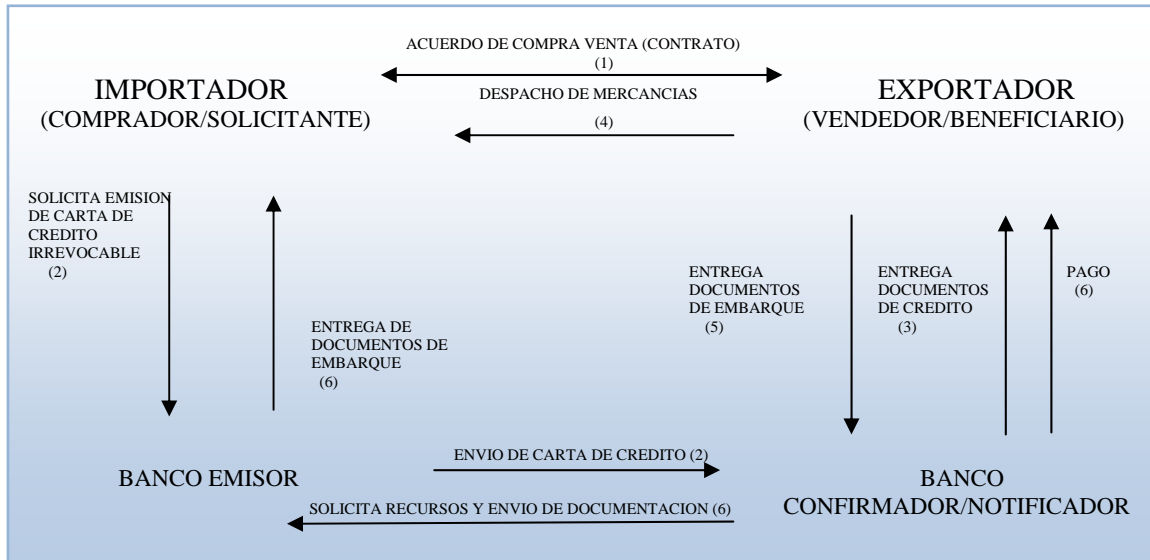 ACUERDO DE COMPRA VENTA (CONTRATO)
(1)
IMPORTADOR
(COMPRADOR/SOLICITANTE)
DESPACHO DE MERCANCIAS
(4)
EXPORTADOR
(VENDEDOR/BENEFICIARIO)
SOLICITA EMISION
DE CARTA DE
CREDITO
IRREVOCABLE
(2)
ENTREGA DE
DOCUMENTOS DE
EMBARQUE
(6)
ENTREGA
DOCUMENTOS
DE EMBARQUE
(5)
ENTREGA
DOCUMENTOS
DE CREDITO
(3)
PAGO
(6)
BANCO EMISOR
ENVIO DE CARTA DE CREDITO (2)
SOLICITA RECURSOS Y ENVIO DE DOCUMENTACION (6)
BANCO
CONFIRMADOR/NOTIFICADOR